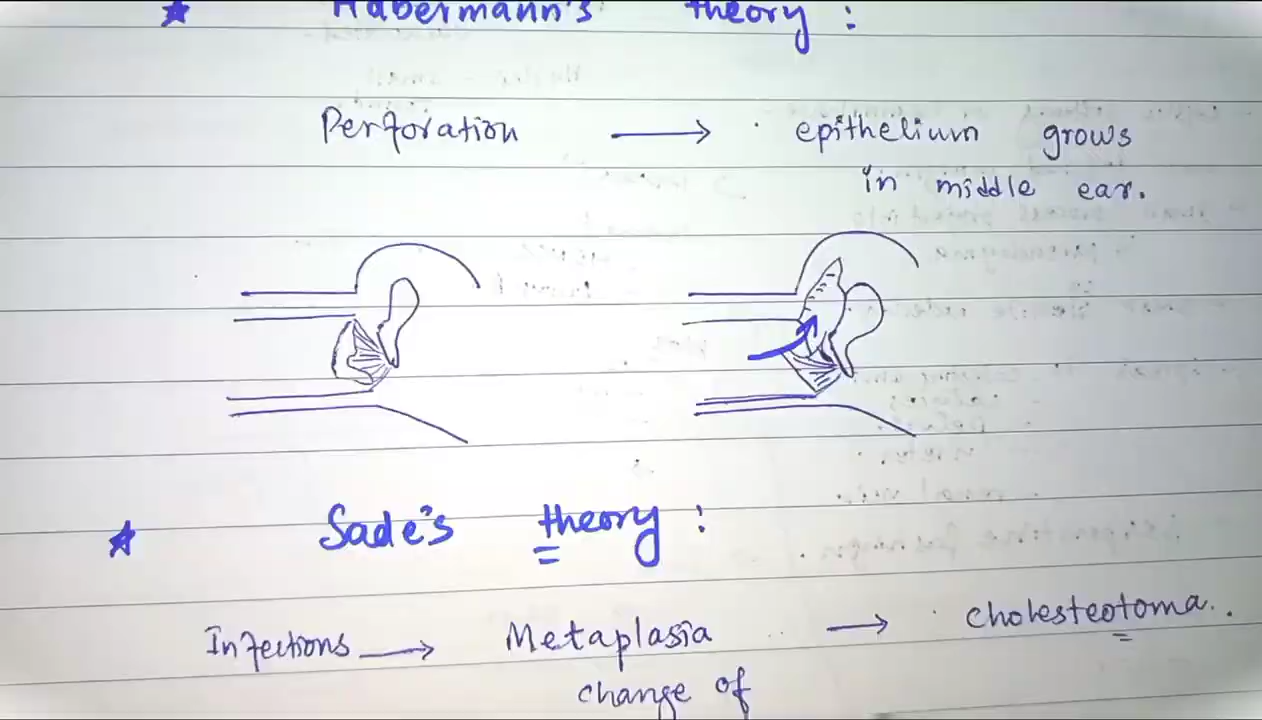 ★ Habermann's theory :
Perforation → epithelium grows
in middle ear.
★ Sade's theory :
Infections → Metaplasia → cholesteotoma..
change of